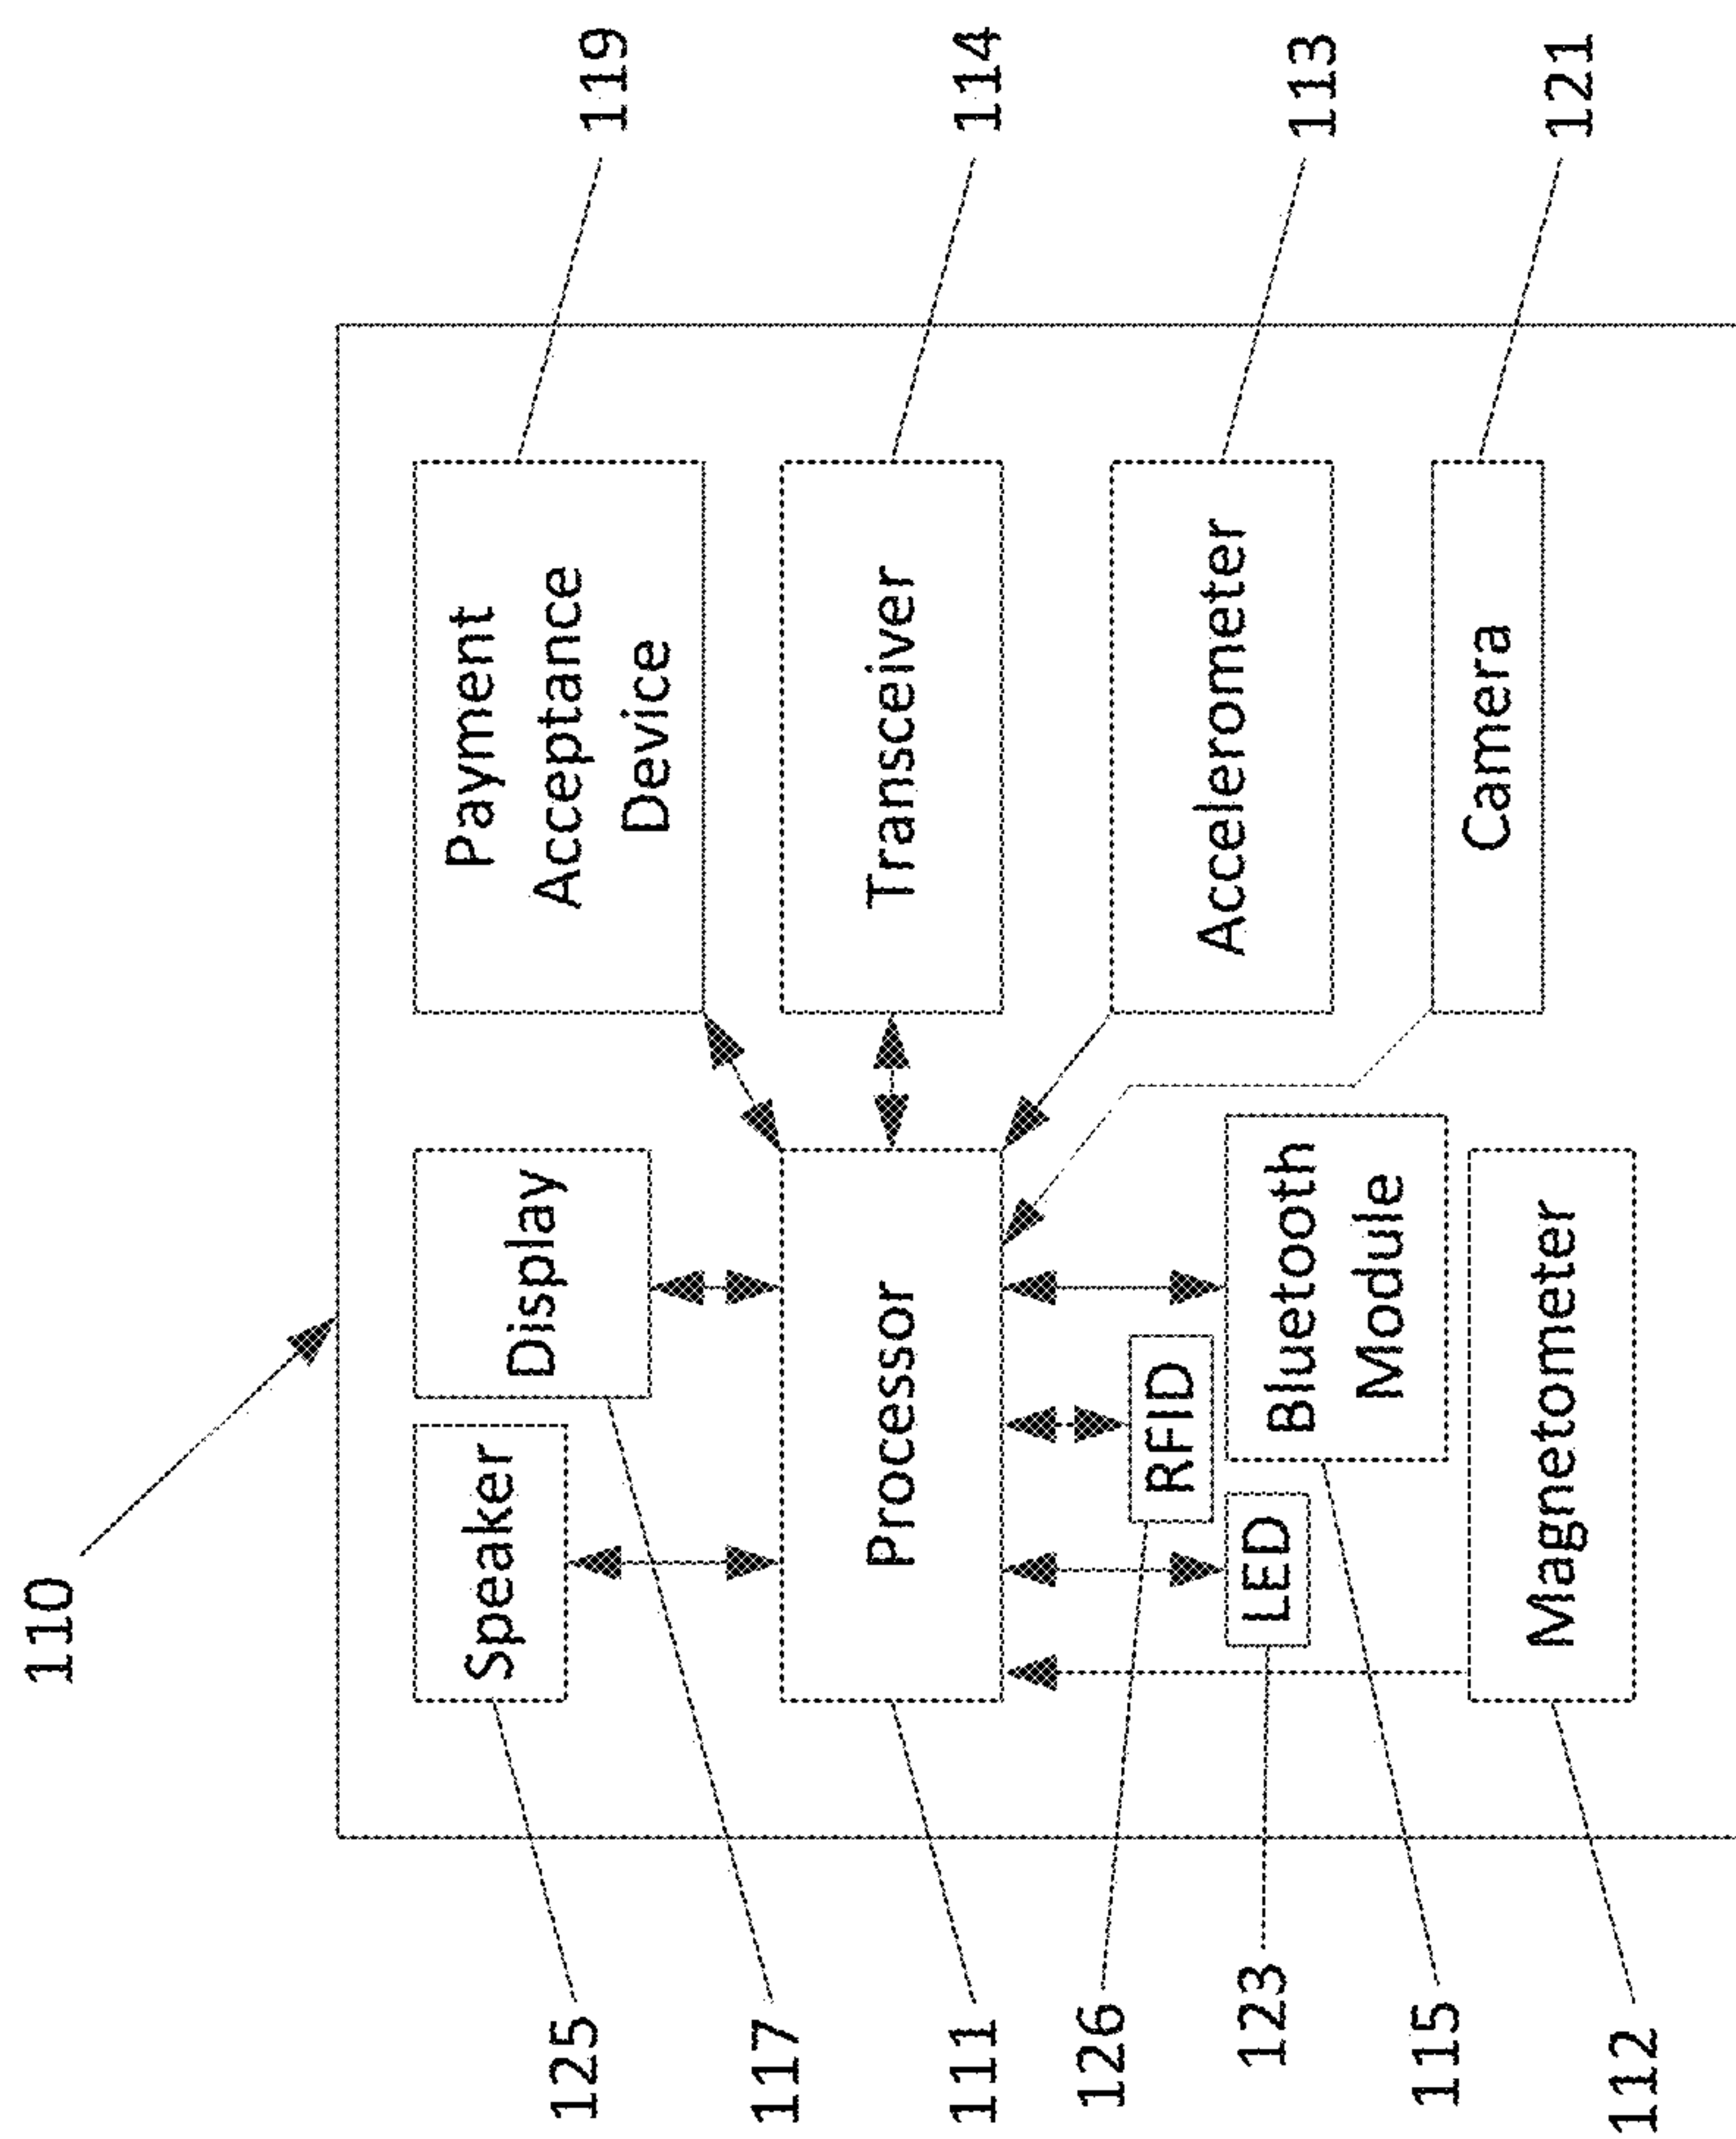 110
125
Speaker
117
Display
Payment
Acceptance
Device
119
111
Processor
Transceiver
114
126
RFID
123
LED
115
Bluetooth
Module
Accelerometer
113
112
Magnetometer
Camera
121